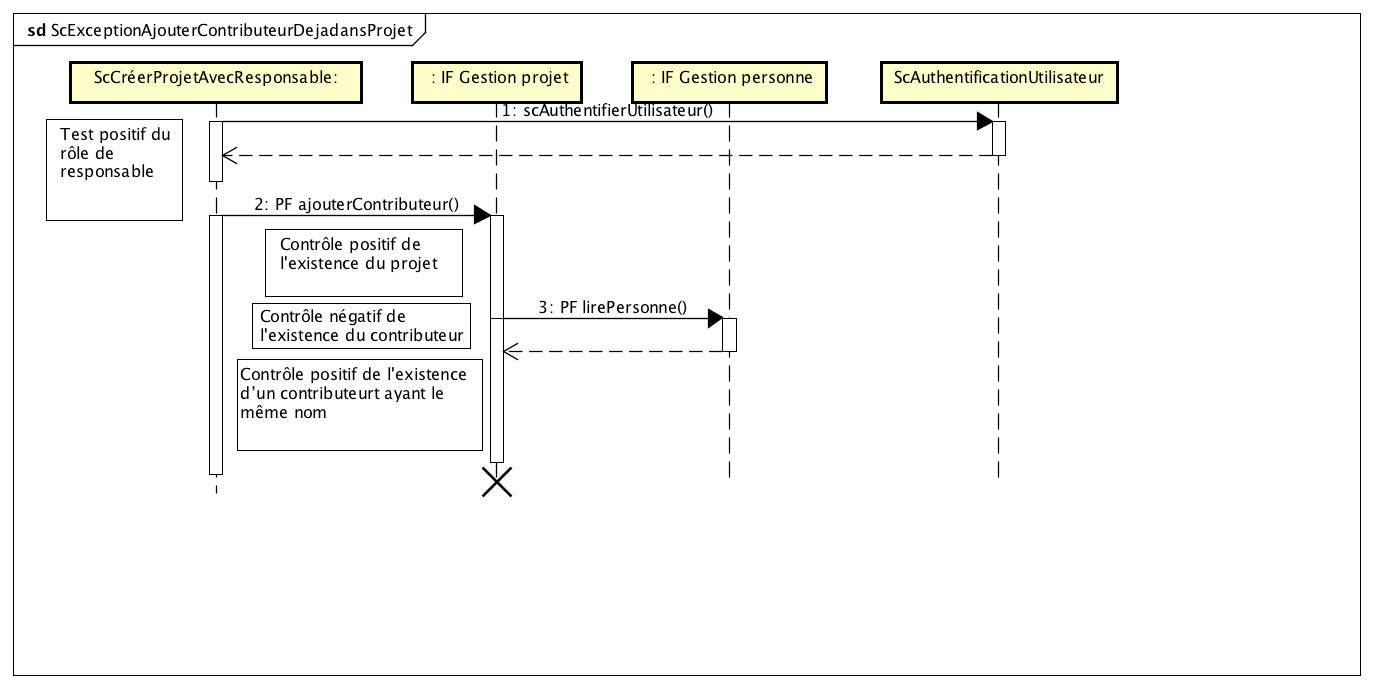 sd ScExceptionAjouterContributeurDejadansProjet
ScCréerProjetAvecResponsable:
: IF Gestion projet
: IF Gestion personne
ScAuthentificationUtilisateur
1: scAuthentifierUtilisateur()
Test positif du
rôle de
responsable
2: PF ajouterContributeur()
Contrôle positif de
l'existence du projet
3: PF lirePersonne()
Contrôle négatif de
l'existence du contributeur
Contrôle positif de l'existence
d’un contributeurt ayant le
même nom